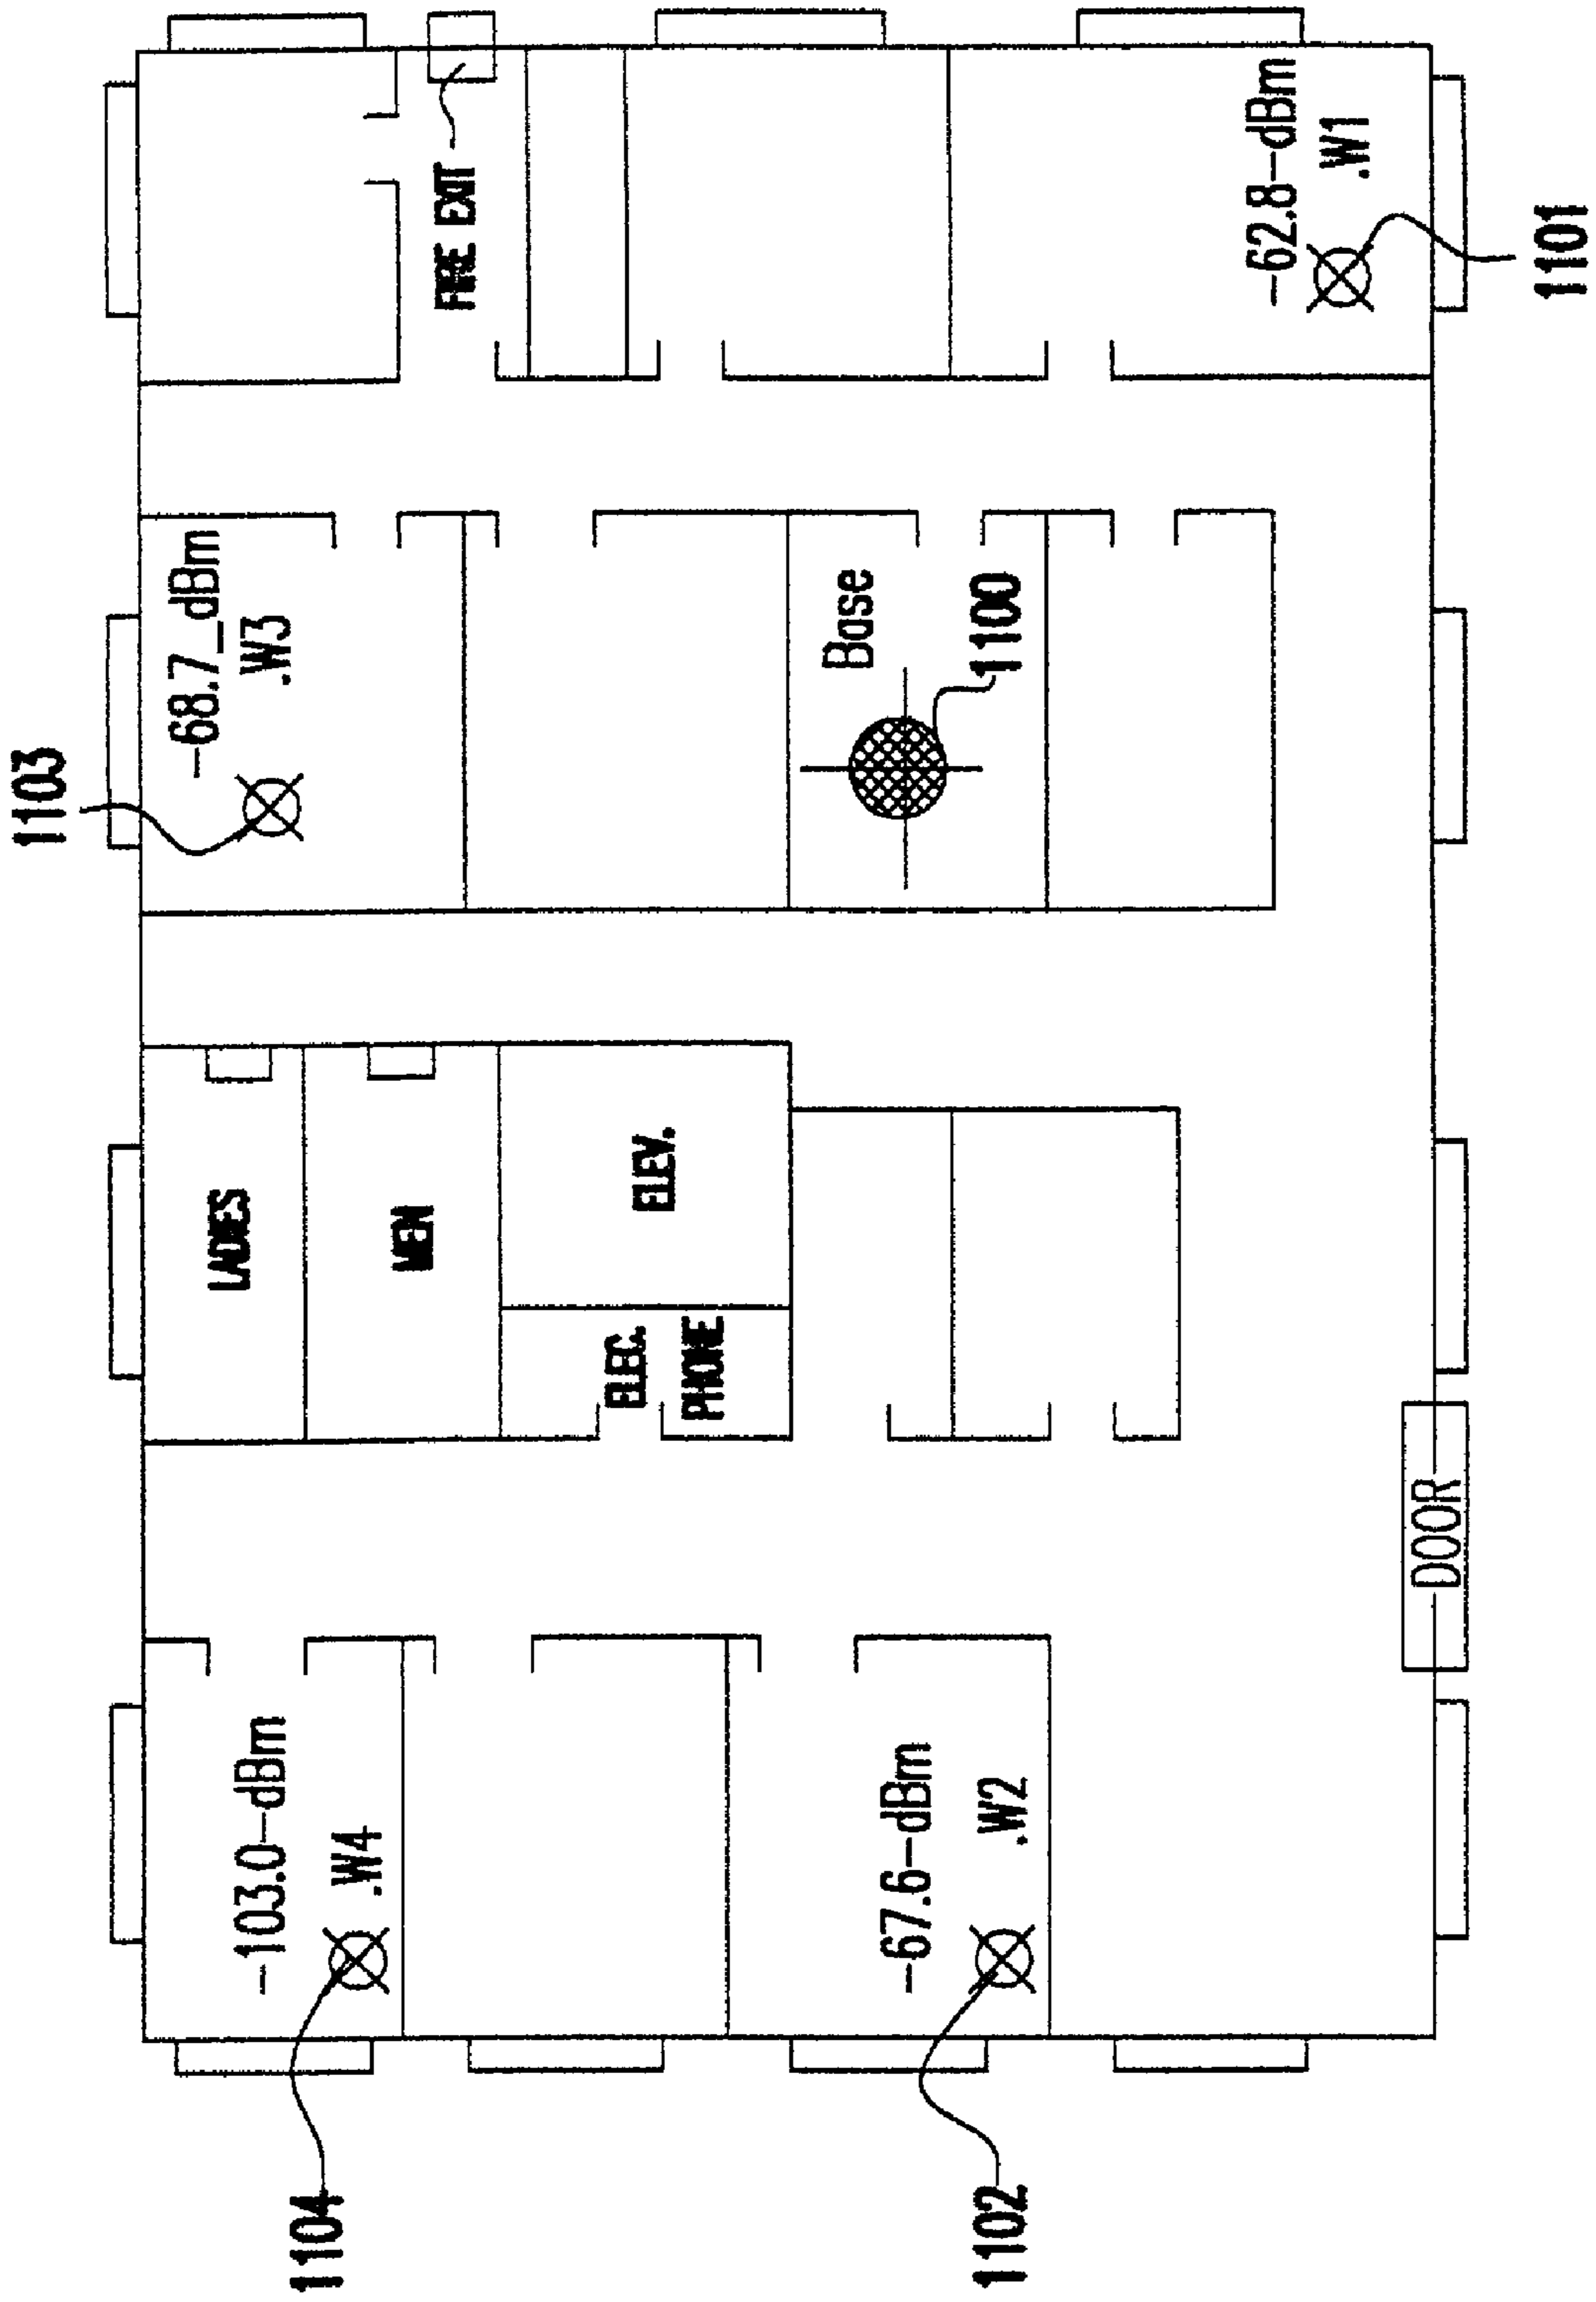 1103
-68.7_dBm
.W3
FIRE EXIT
-62.8-dBm
.W1
1101
Base
1100
LADIES
MEN
ELEV.
ELEC.
PHONE
DOOR
-103.0-dBm
.W4
1104
-67.6-dBm
.W2
1102